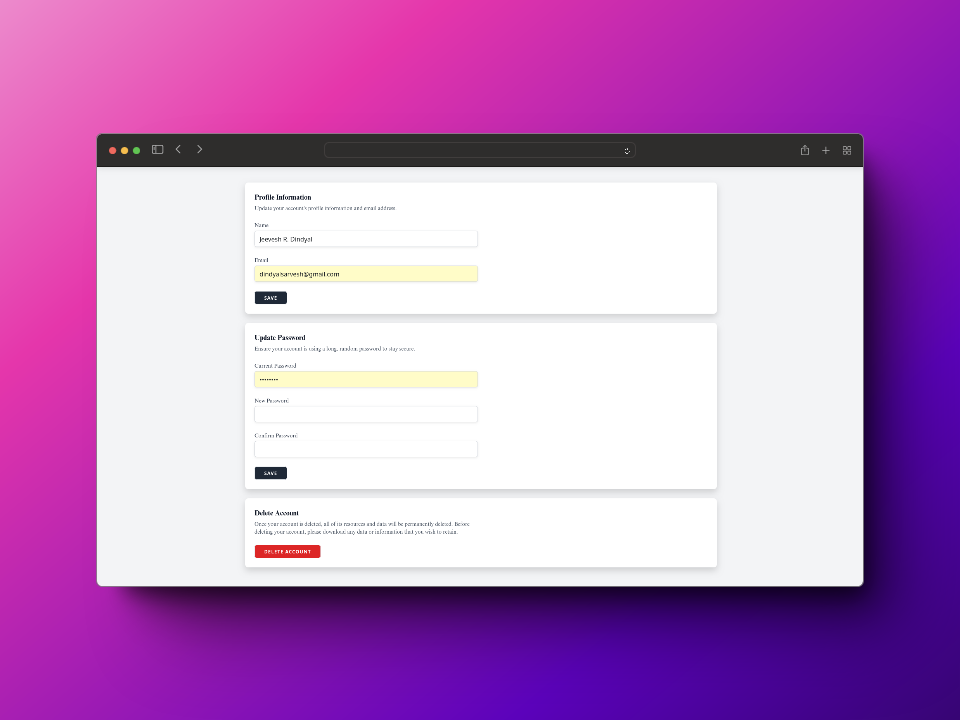 Profile Information
Update your account's profile information and email address
Name
Jeevesh R. Dindyal
Email
dindyalsarvesh@gmail.com
SAVE
Update Password
Ensure your account is using a long, random password to stay secure.
Current Password
••••••••
New Password
Confirm Password
SAVE
Delete Account
Once your account is deleted, all of its resources and data will be permanently deleted. Before
deleting your account, please download any data or information that you wish to retain.
DELETE ACCOUNT